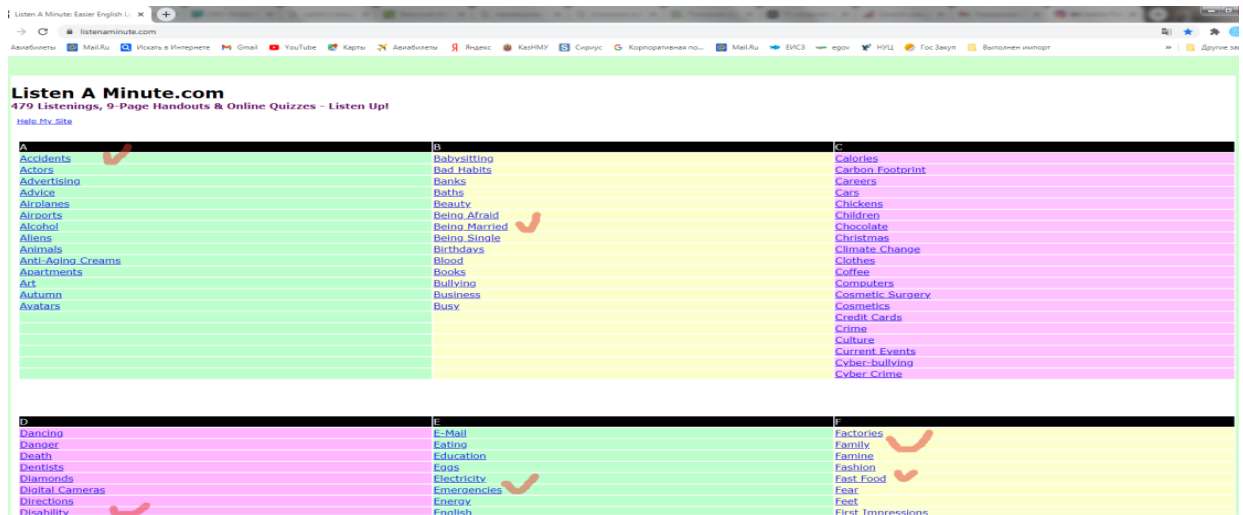 Listen A Minute: Easier English Li
listenaminute.com
Авиабилеты Mail.Ru Искать в Интернете Gmail YouTube Карты Авиабилеты Яндекс КазНМУ Сириус Корпоративная по... Mail.Ru ЕИСЗ egov НУЦ Гос Закуп Выполнен импорт » Другие за
Listen A Minute.com
479 Listenings, 9-Page Handouts & Online Quizzes - Listen Up!
Help My Site
A B C
Accidents Babysitting Calories
Actors Bad Habits Carbon Footprint
Advertising Banks Careers
Advice Baths Cars
Airplanes Beauty Chickens
Airports Being Afraid Children
Alcohol Being Married Chocolate
Aliens Being Single Christmas
Animals Birthdays Climate Change
Anti-Aging Creams Blood Clothes
Apartments Books Coffee
Art Bullying Computers
Autumn Business Cosmetic Surgery
Avatars Busy Cosmetics
Credit Cards
Crime
Culture
Current Events
Cyber-bullying
Cyber Crime
D E F
Dancing E-Mail Factories
Danger Eating Family
Death Education Famine
Dentists Eggs Fashion
Diamonds Electricity Fast Food
Digital Cameras Emergencies Fear
Directions Energy Feet
Disability English First Impressions